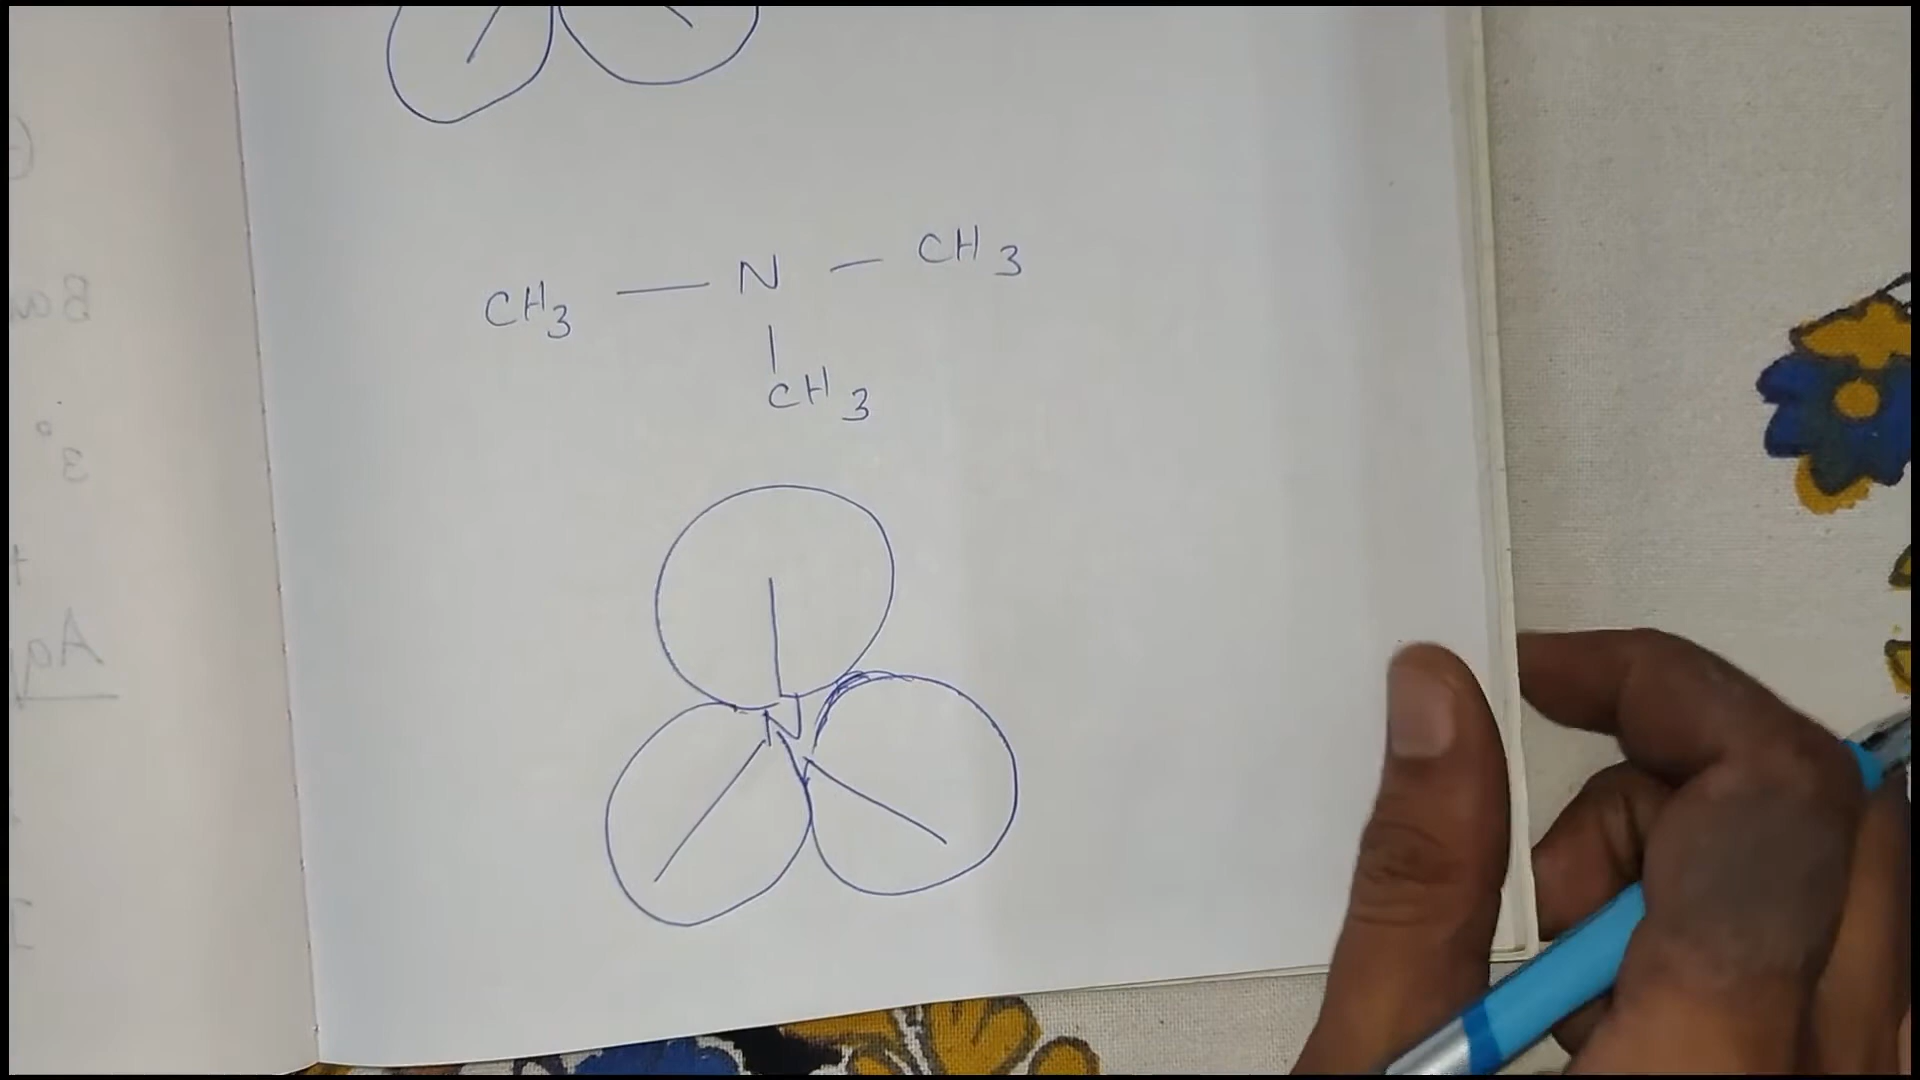 CH3 — N — CH3
|
CH3
N